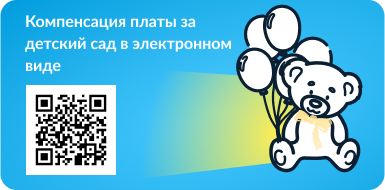 Компенсация платы за
детский сад в электронном
виде